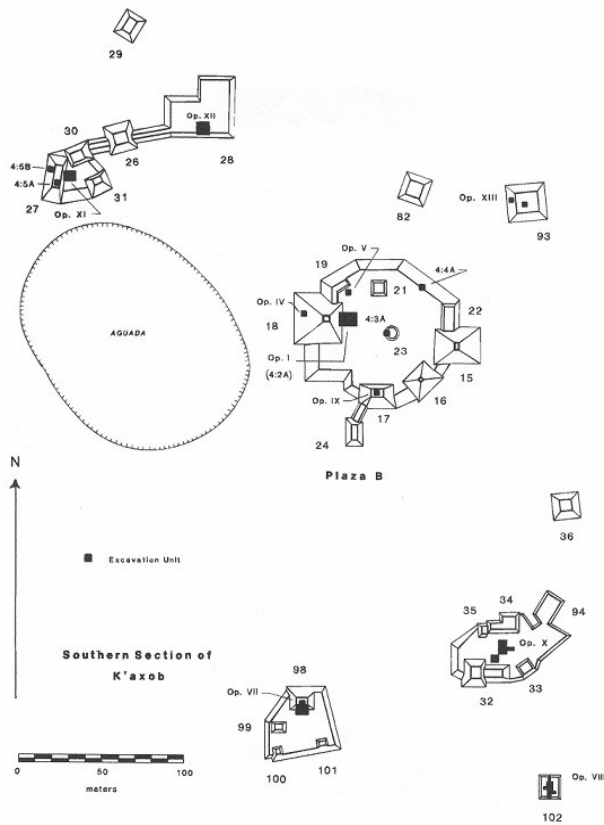 29
Op. XII
30
4:5B
26
28
4:5A
27
31
Op. XI
82
Op. XIII
93
Op. V
19
4:4A
21
22
Op. IV
AGUADA
18
4:3A
23
Op. I
(4:2A)
15
16
Op. IX
17
24
Plaza B
N
36
Excavation Unit
34
94
35
Op. X
Southern Section of
K'axob
98
33
32
Op. VII
99
101
100
0 50 100
meters
Op. VIII
102